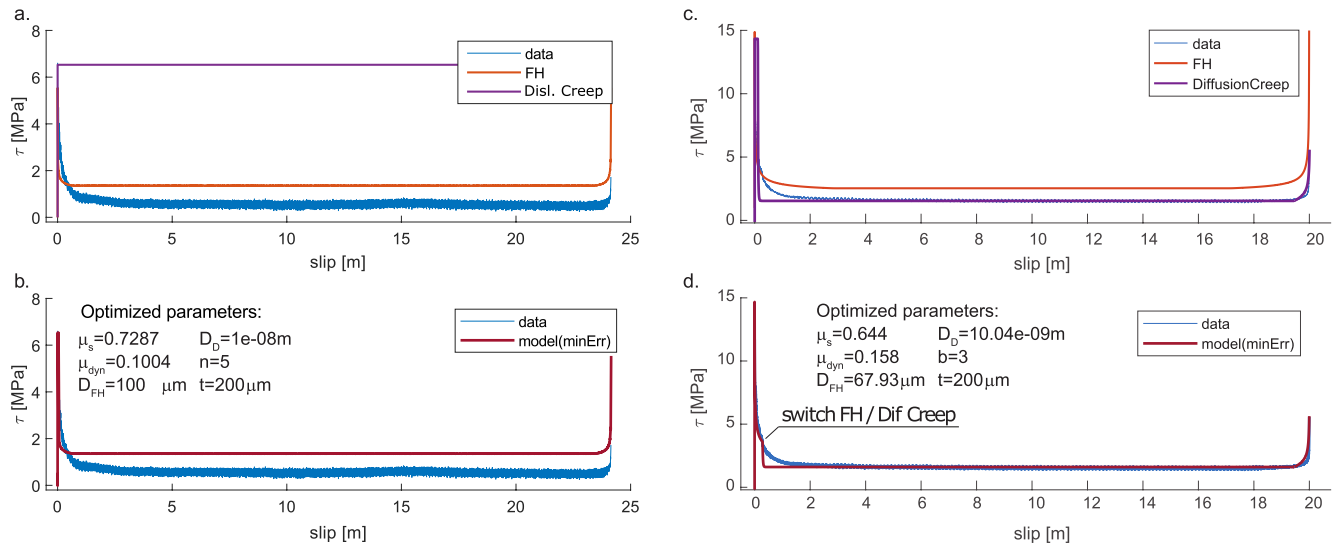 a.
8
6
4
2
0
τ [MPa]
0
5
10
15
20
25
slip [m]
data
FH
Disl. Creep
b.
8
6
4
2
0
τ [MPa]
0
5
10
15
20
25
slip [m]
Optimized parameters:
μs=0.7287 DD=1e-08m
μdyn=0.1004 n=5
DFH=100 μm t=200μm
data
model(minErr)
c.
15
10
5
0
τ [MPa]
0
2
4
6
8
10
12
14
16
18
20
slip [m]
data
FH
DiffusionCreep
d.
15
10
5
0
τ [MPa]
0
2
4
6
8
10
12
14
16
18
20
slip [m]
Optimized parameters:
μs=0.644 DD=10.04e-09m
μdyn=0.158 b=3
DFH=67.93μm t=200μm
switch FH / Dif Creep
data
model(minErr)